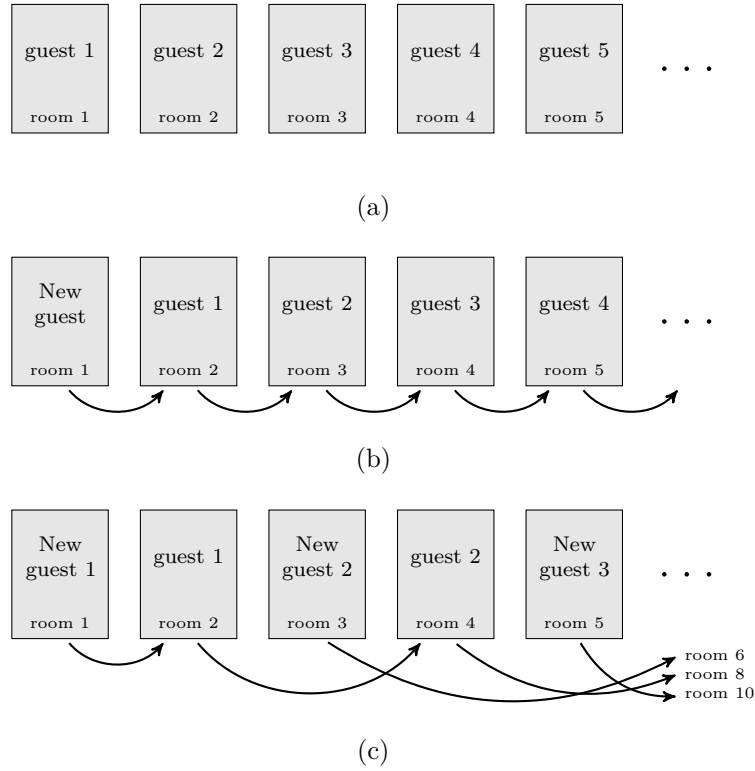 guest 1 guest 2 guest 3 guest 4 guest 5 . . .
room 1 room 2 room 3 room 4 room 5
(a)
New guest
guest 1 guest 2 guest 3 guest 4 . . .
room 1 room 2 room 3 room 4 room 5
(b)
New guest 1
guest 1
New guest 2
guest 2
New guest 3
. . .
room 1 room 2 room 3 room 4 room 5
room 6
room 8
room 10
(c)